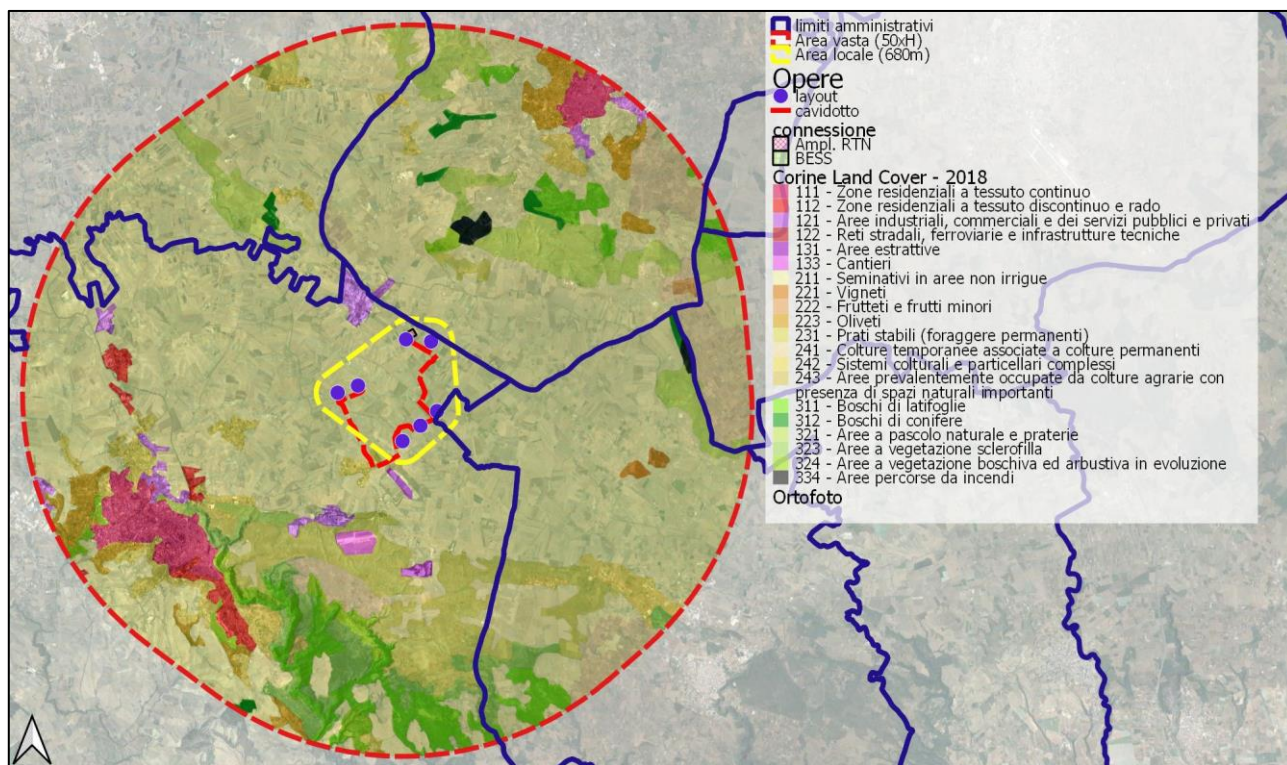 limiti amministrativi
Area vasta (50xH)
Area locale (680m)
Opere
layout
cavidotto
connessione
Ampl. RTN
BESS
Corine Land Cover - 2018
111 - Zone residenziali a tessuto continuo
112 - Zone residenziali a tessuto discontinuo e rado
121 - Aree industriali, commerciali e dei servizi pubblici e privati
122 - Reti stradali, ferroviarie e infrastrutture tecniche
131 - Aree estrattive
133 - Cantieri
211 - Seminativi in aree non irrigue
221 - Vigneti
222 - Frutteti e frutti minori
223 - Oliveti
231 - Prati stabili (foraggere permanenti)
241 - Colture temporanee associate a colture permanenti
242 - Sistemi colturali e particellari complessi
243 - Aree prevalentemente occupate da colture agrarie con
presenza di spazi naturali importanti
311 - Boschi di latifoglie
312 - Boschi di conifere
321 - Aree a pascolo naturale e praterie
323 - Aree a vegetazione sclerofilla
324 - Aree a vegetazione boschiva ed arbustiva in evoluzione
334 - Aree percorse da incendi
Ortofoto